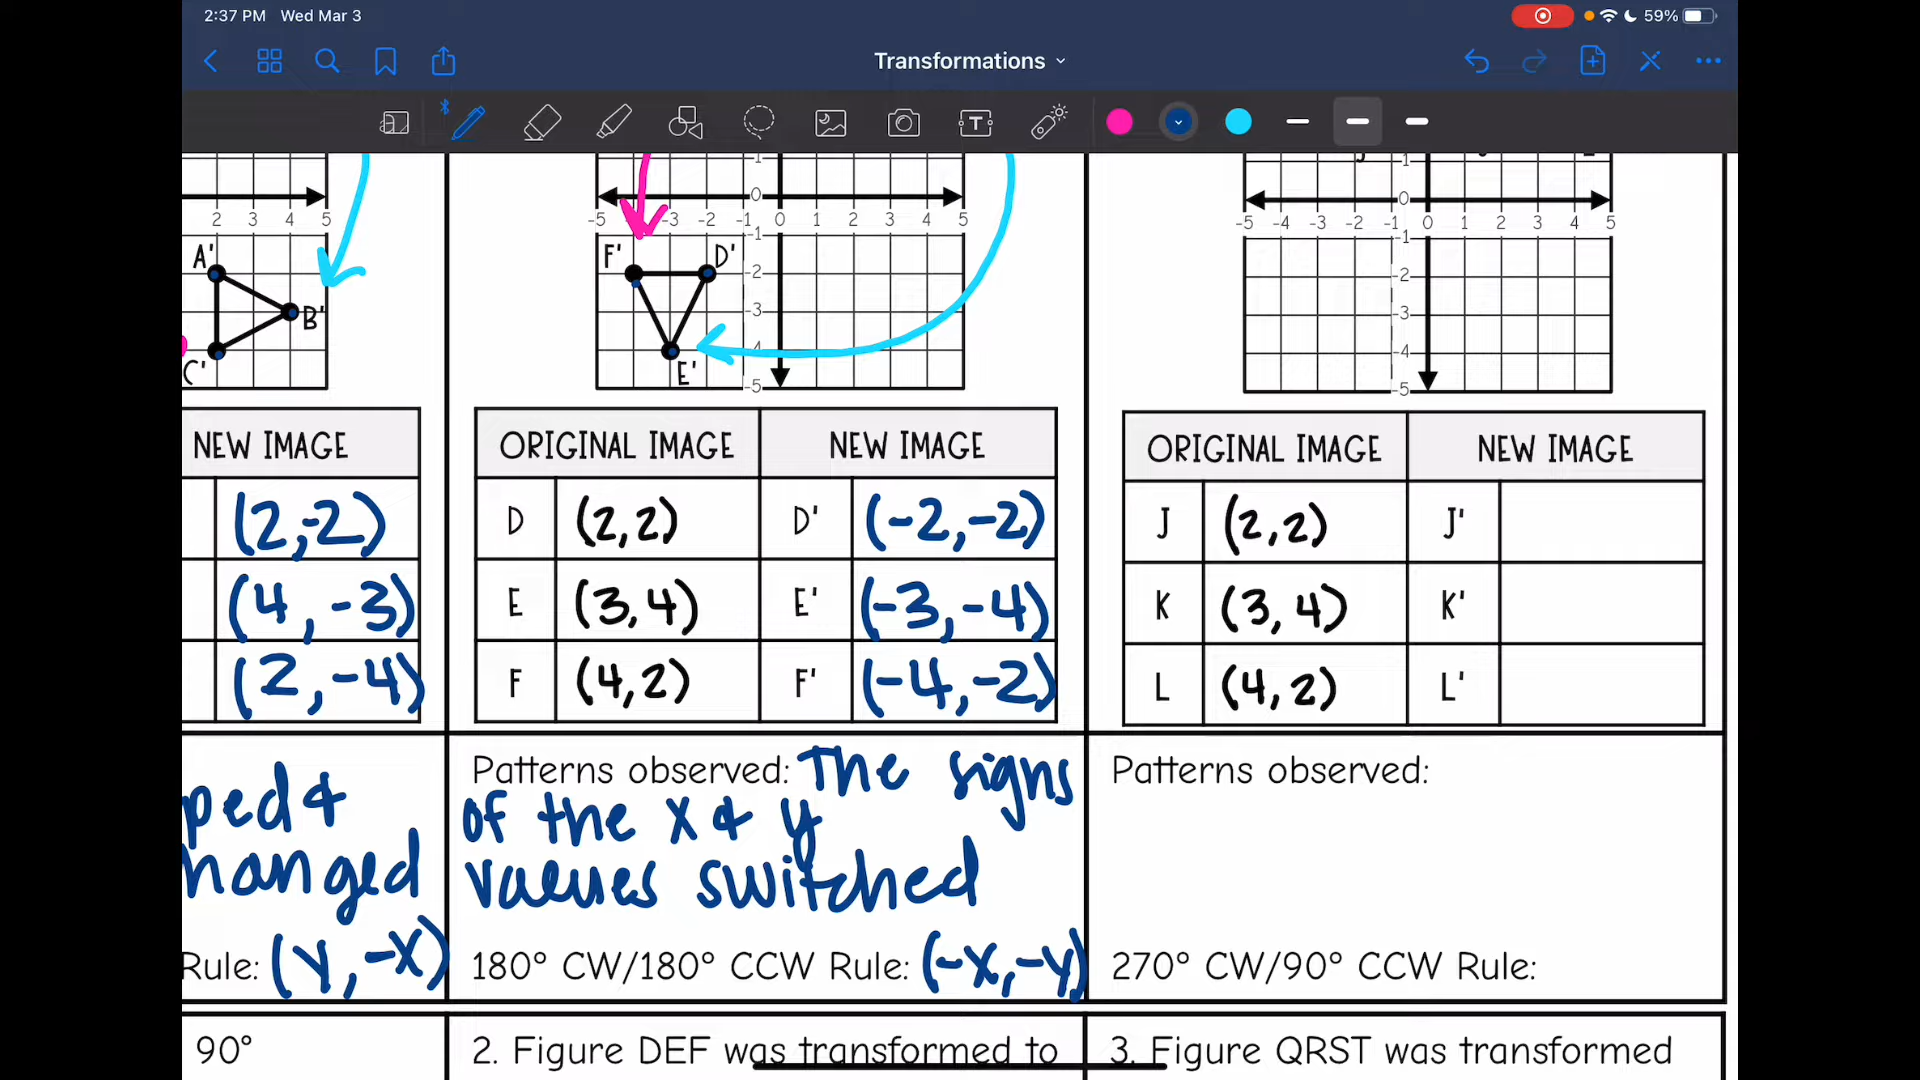 2:37 PM Wed Mar 3
59%
Transformations
1
0
2 3 4 5
A'
B'
C'
-5 -3 -2 -1 0 1 2 3 4 5
-1
F' D'
-2
-3
-4
E'
-5
1
0
-5 -4 -3 -2 -1 0 1 2 3 4 5
-1
-2
-3
-4
-5
NEW IMAGE
(2,-2)
(4, -3)
(2, -4)
ORIGINAL IMAGE NEW IMAGE
D (2,2) D' (-2,-2)
E (3,4) E' (-3,-4)
F (4,2) F' (-4,-2)
ORIGINAL IMAGE NEW IMAGE
J (2,2) J'
K (3,4) K'
L (4,2) L'
ped &
hanged
Rule: (Y, -X)
Patterns observed: The signs
of the x & y
values switched
180° CW/180° CCW Rule: (-X,-Y)
Patterns observed:
270° CW/90° CCW Rule:
90°
2. Figure DEF was transformed to
3. Figure QRST was transformed